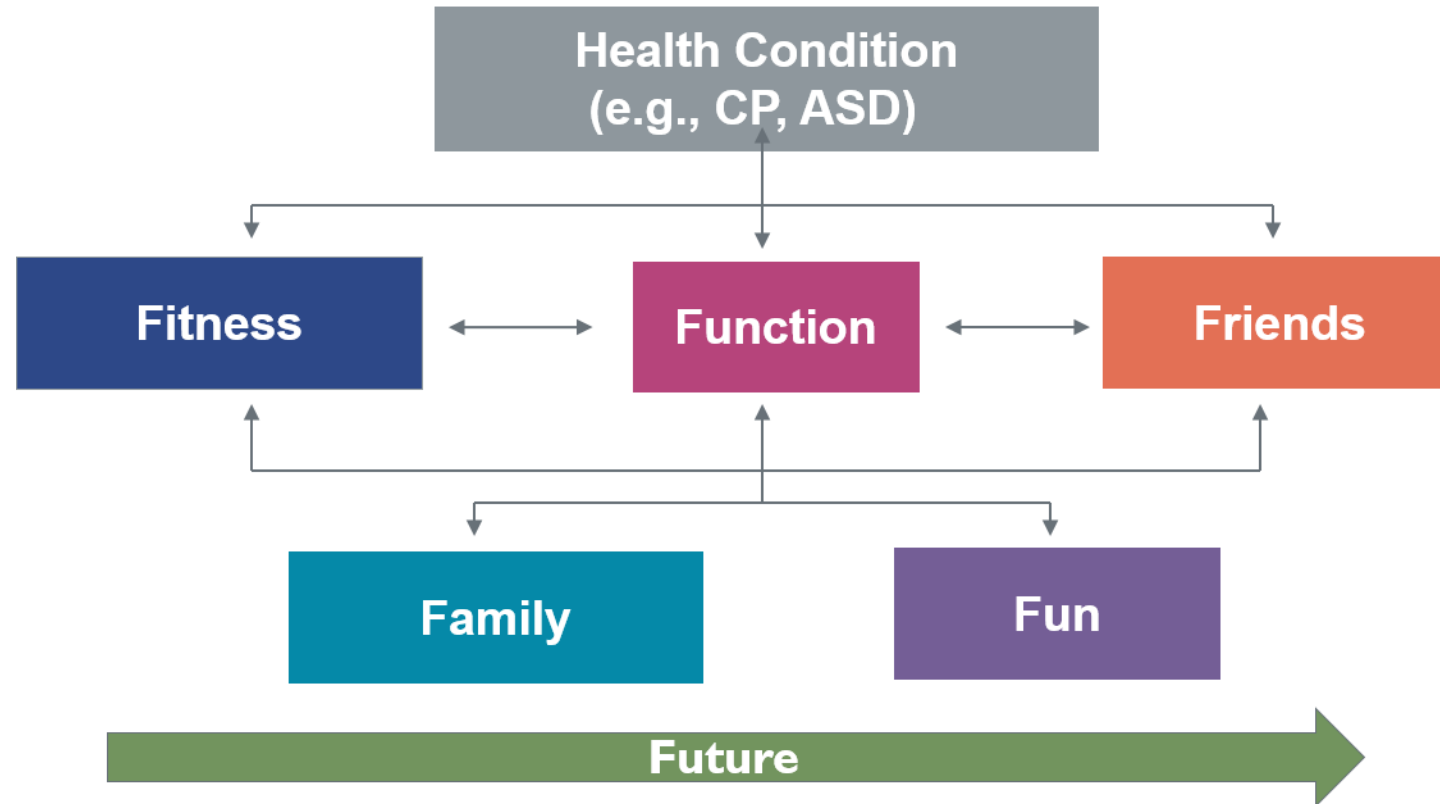 Health Condition
(e.g., CP, ASD)
Fitness
Function
Friends
Family
Fun
Future